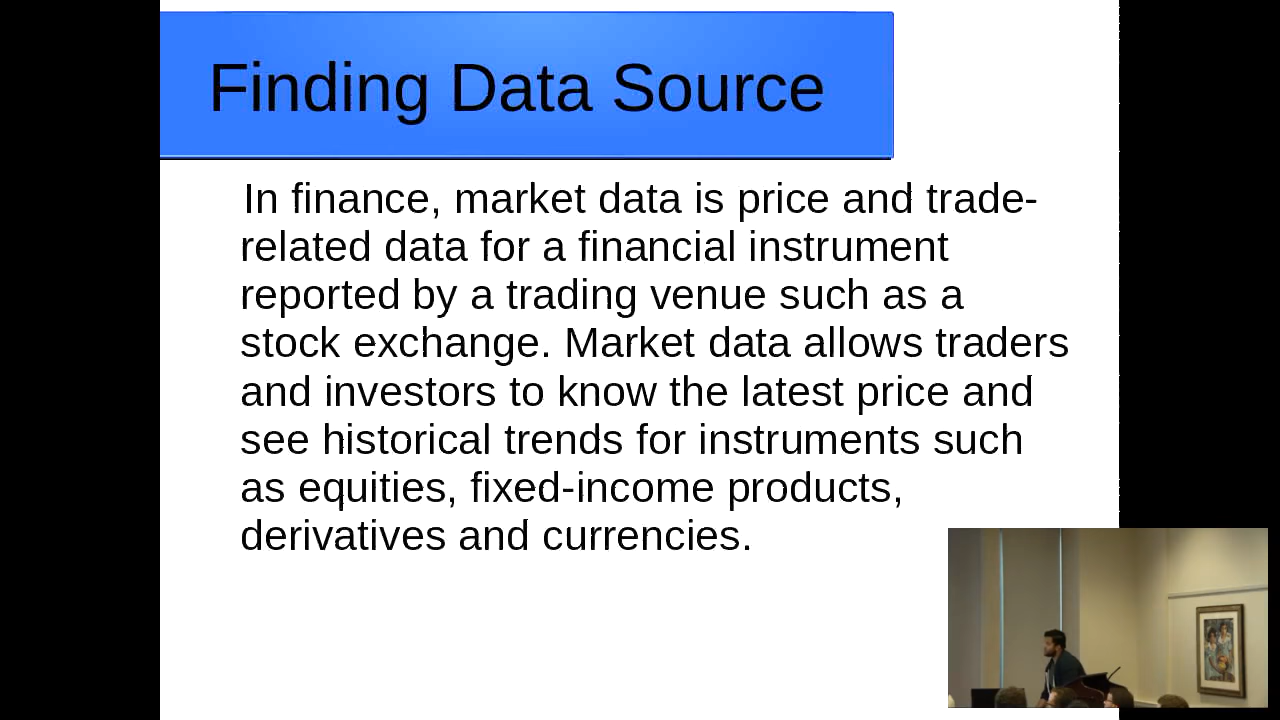 Finding Data Source
In finance, market data is price and trade-
related data for a financial instrument
reported by a trading venue such as a
stock exchange. Market data allows traders
and investors to know the latest price and
see historical trends for instruments such
as equities, fixed-income products,
derivatives and currencies.